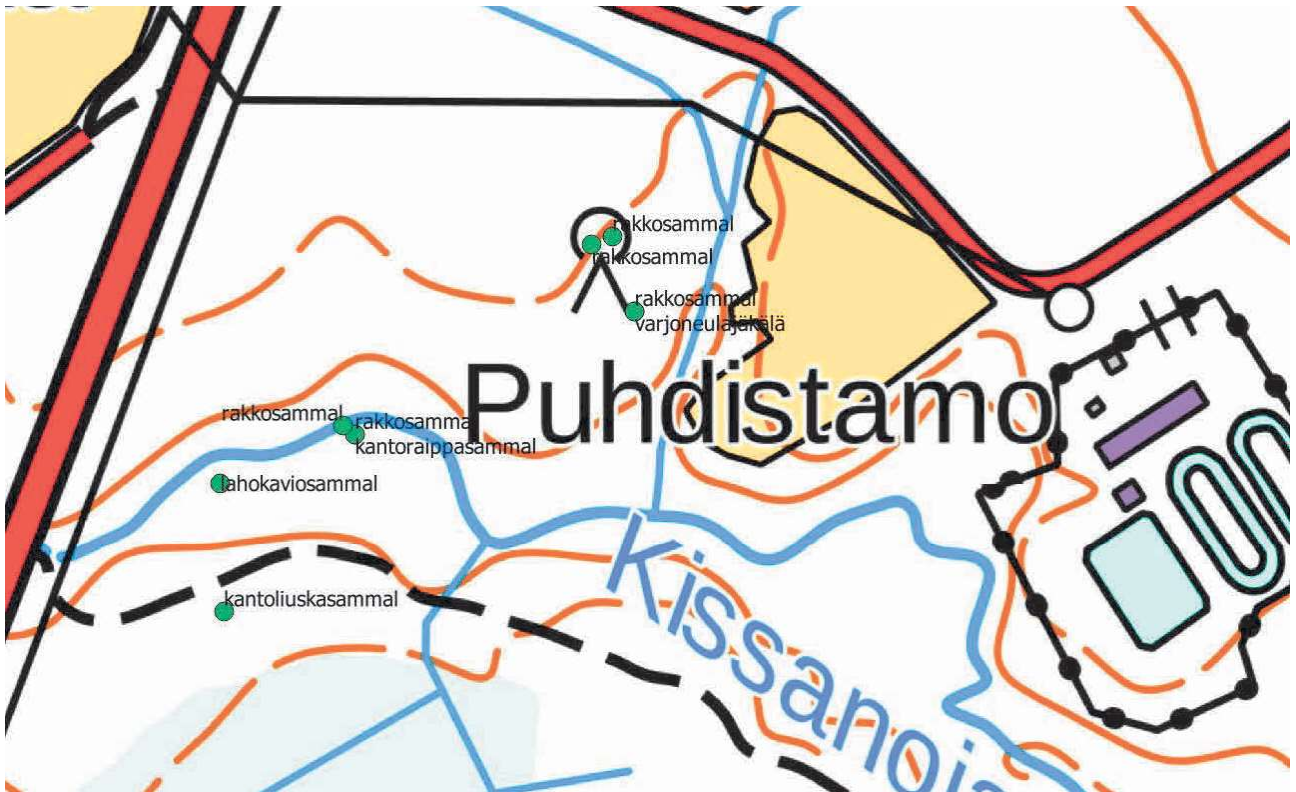 rakkosammal
rakkosammal
rakkosammal
varjoneulajäkälä
Puhdistamo
rakkosammal
rakkosammal
kantoraippasammal
lahokaviosammal
kantoliuskasammal
Kissanoja